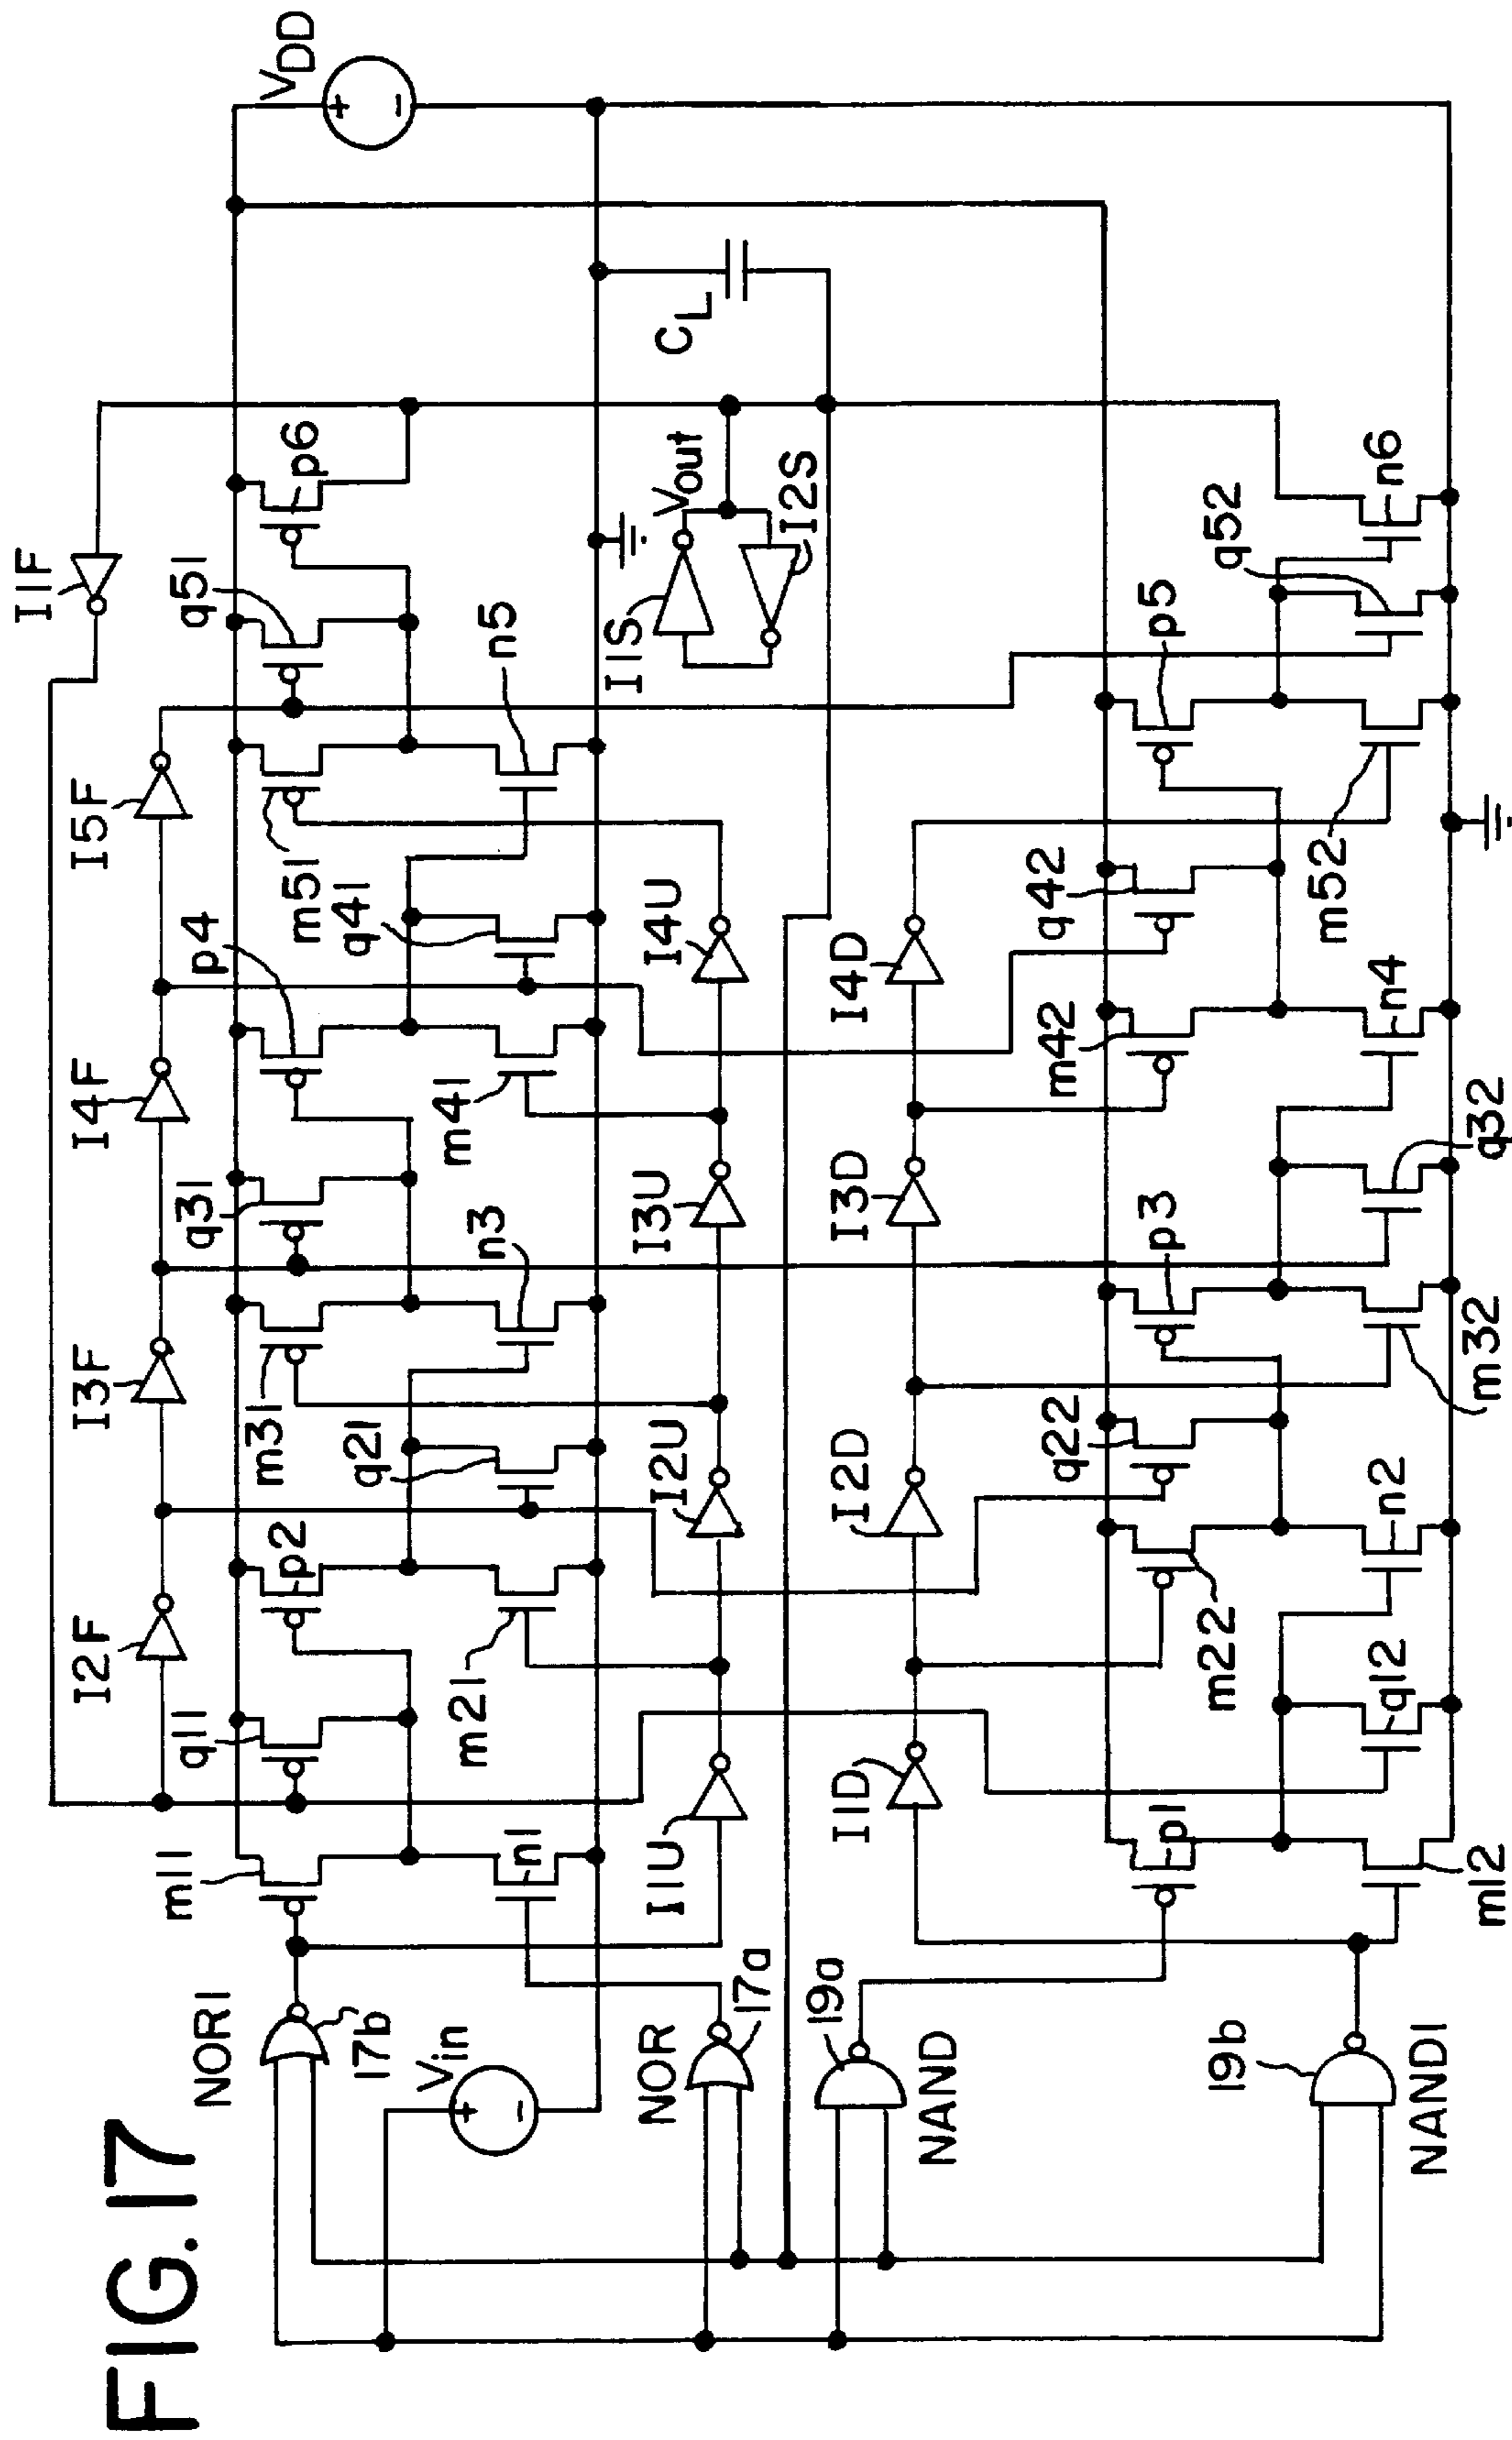 FIG. 17
I1IF
VDD
I2F
I3F
I4F
I5F
NOR1
17b
m11
q11
p2
m31
q31
p4
m51
q51
p6
Vin
n1
m21
q21
n3
m41
q41
n5
NOR
17a
I1U
I2U
I3U
I4U
I1S
Vout
I2S
CL
19a
NAND
I1D
I2D
I3D
I4D
p1
m22
q22
p3
m42
q42
p5
q52
19b
NAND1
m12
q12
n2
m32
q32
n4
m52
n6
+
-
+
-